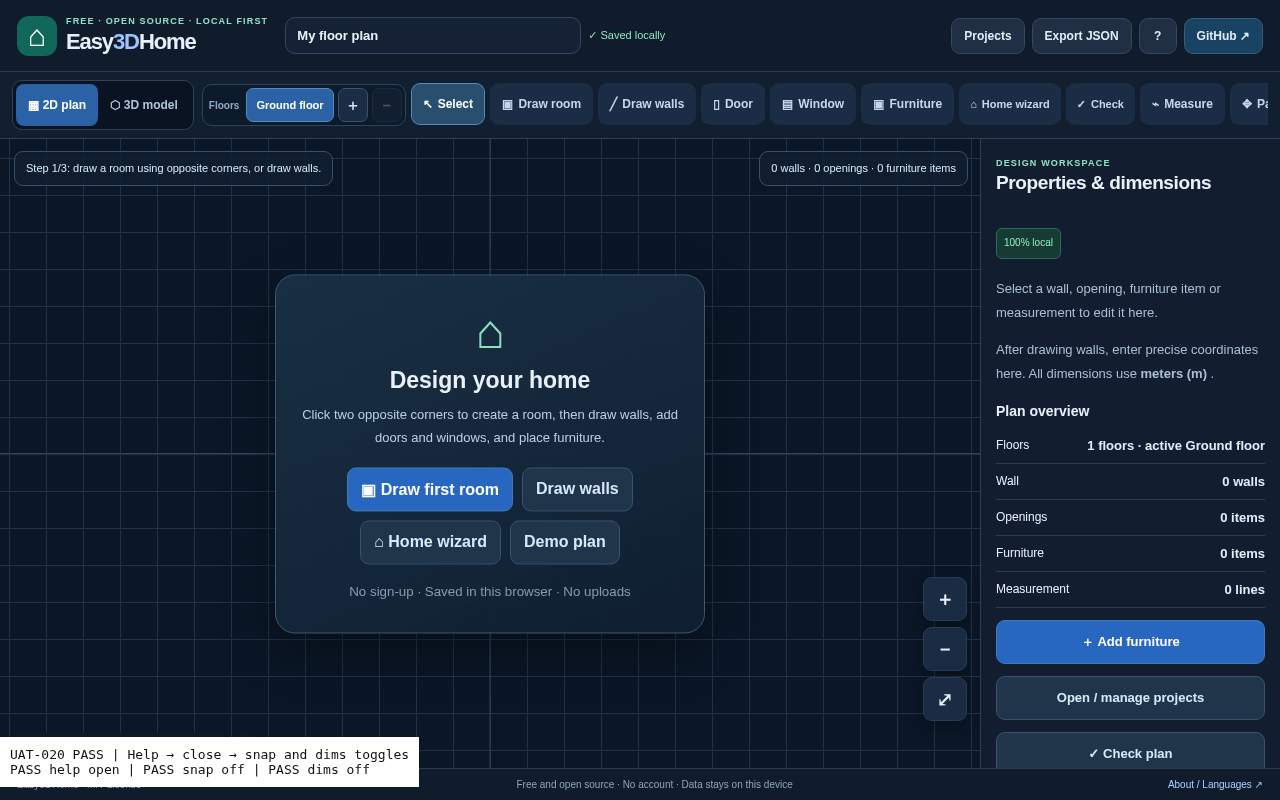 FREE · OPEN SOURCE · LOCAL FIRST
Easy3DHome
My floor plan
✓ Saved locally
Projects
Export JSON
?
GitHub ↗
2D plan
3D model
Floors
Ground floor
+
−
Select
Draw room
Draw walls
Door
Window
Furniture
Home wizard
✓ Check
Measure
Step 1/3: draw a room using opposite corners, or draw walls.
0 walls · 0 openings · 0 furniture items
Design your home
Click two opposite corners to create a room, then draw walls, add
doors and windows, and place furniture.
Draw first room
Draw walls
Home wizard
Demo plan
No sign-up · Saved in this browser · No uploads
+
−
DESIGN WORKSPACE
Properties & dimensions
100% local
Select a wall, opening, furniture item or
measurement to edit it here.
After drawing walls, enter precise coordinates
here. All dimensions use meters (m) .
Plan overview
Floors 1 floors · active Ground floor
Wall 0 walls
Openings 0 items
Furniture 0 items
Measurement 0 lines
+ Add furniture
Open / manage projects
✓ Check plan
UAT-020 PASS | Help → close → snap and dims toggles
PASS help open | PASS snap off | PASS dims off
Free and open source · No account · Data stays on this device
About / Languages ↗